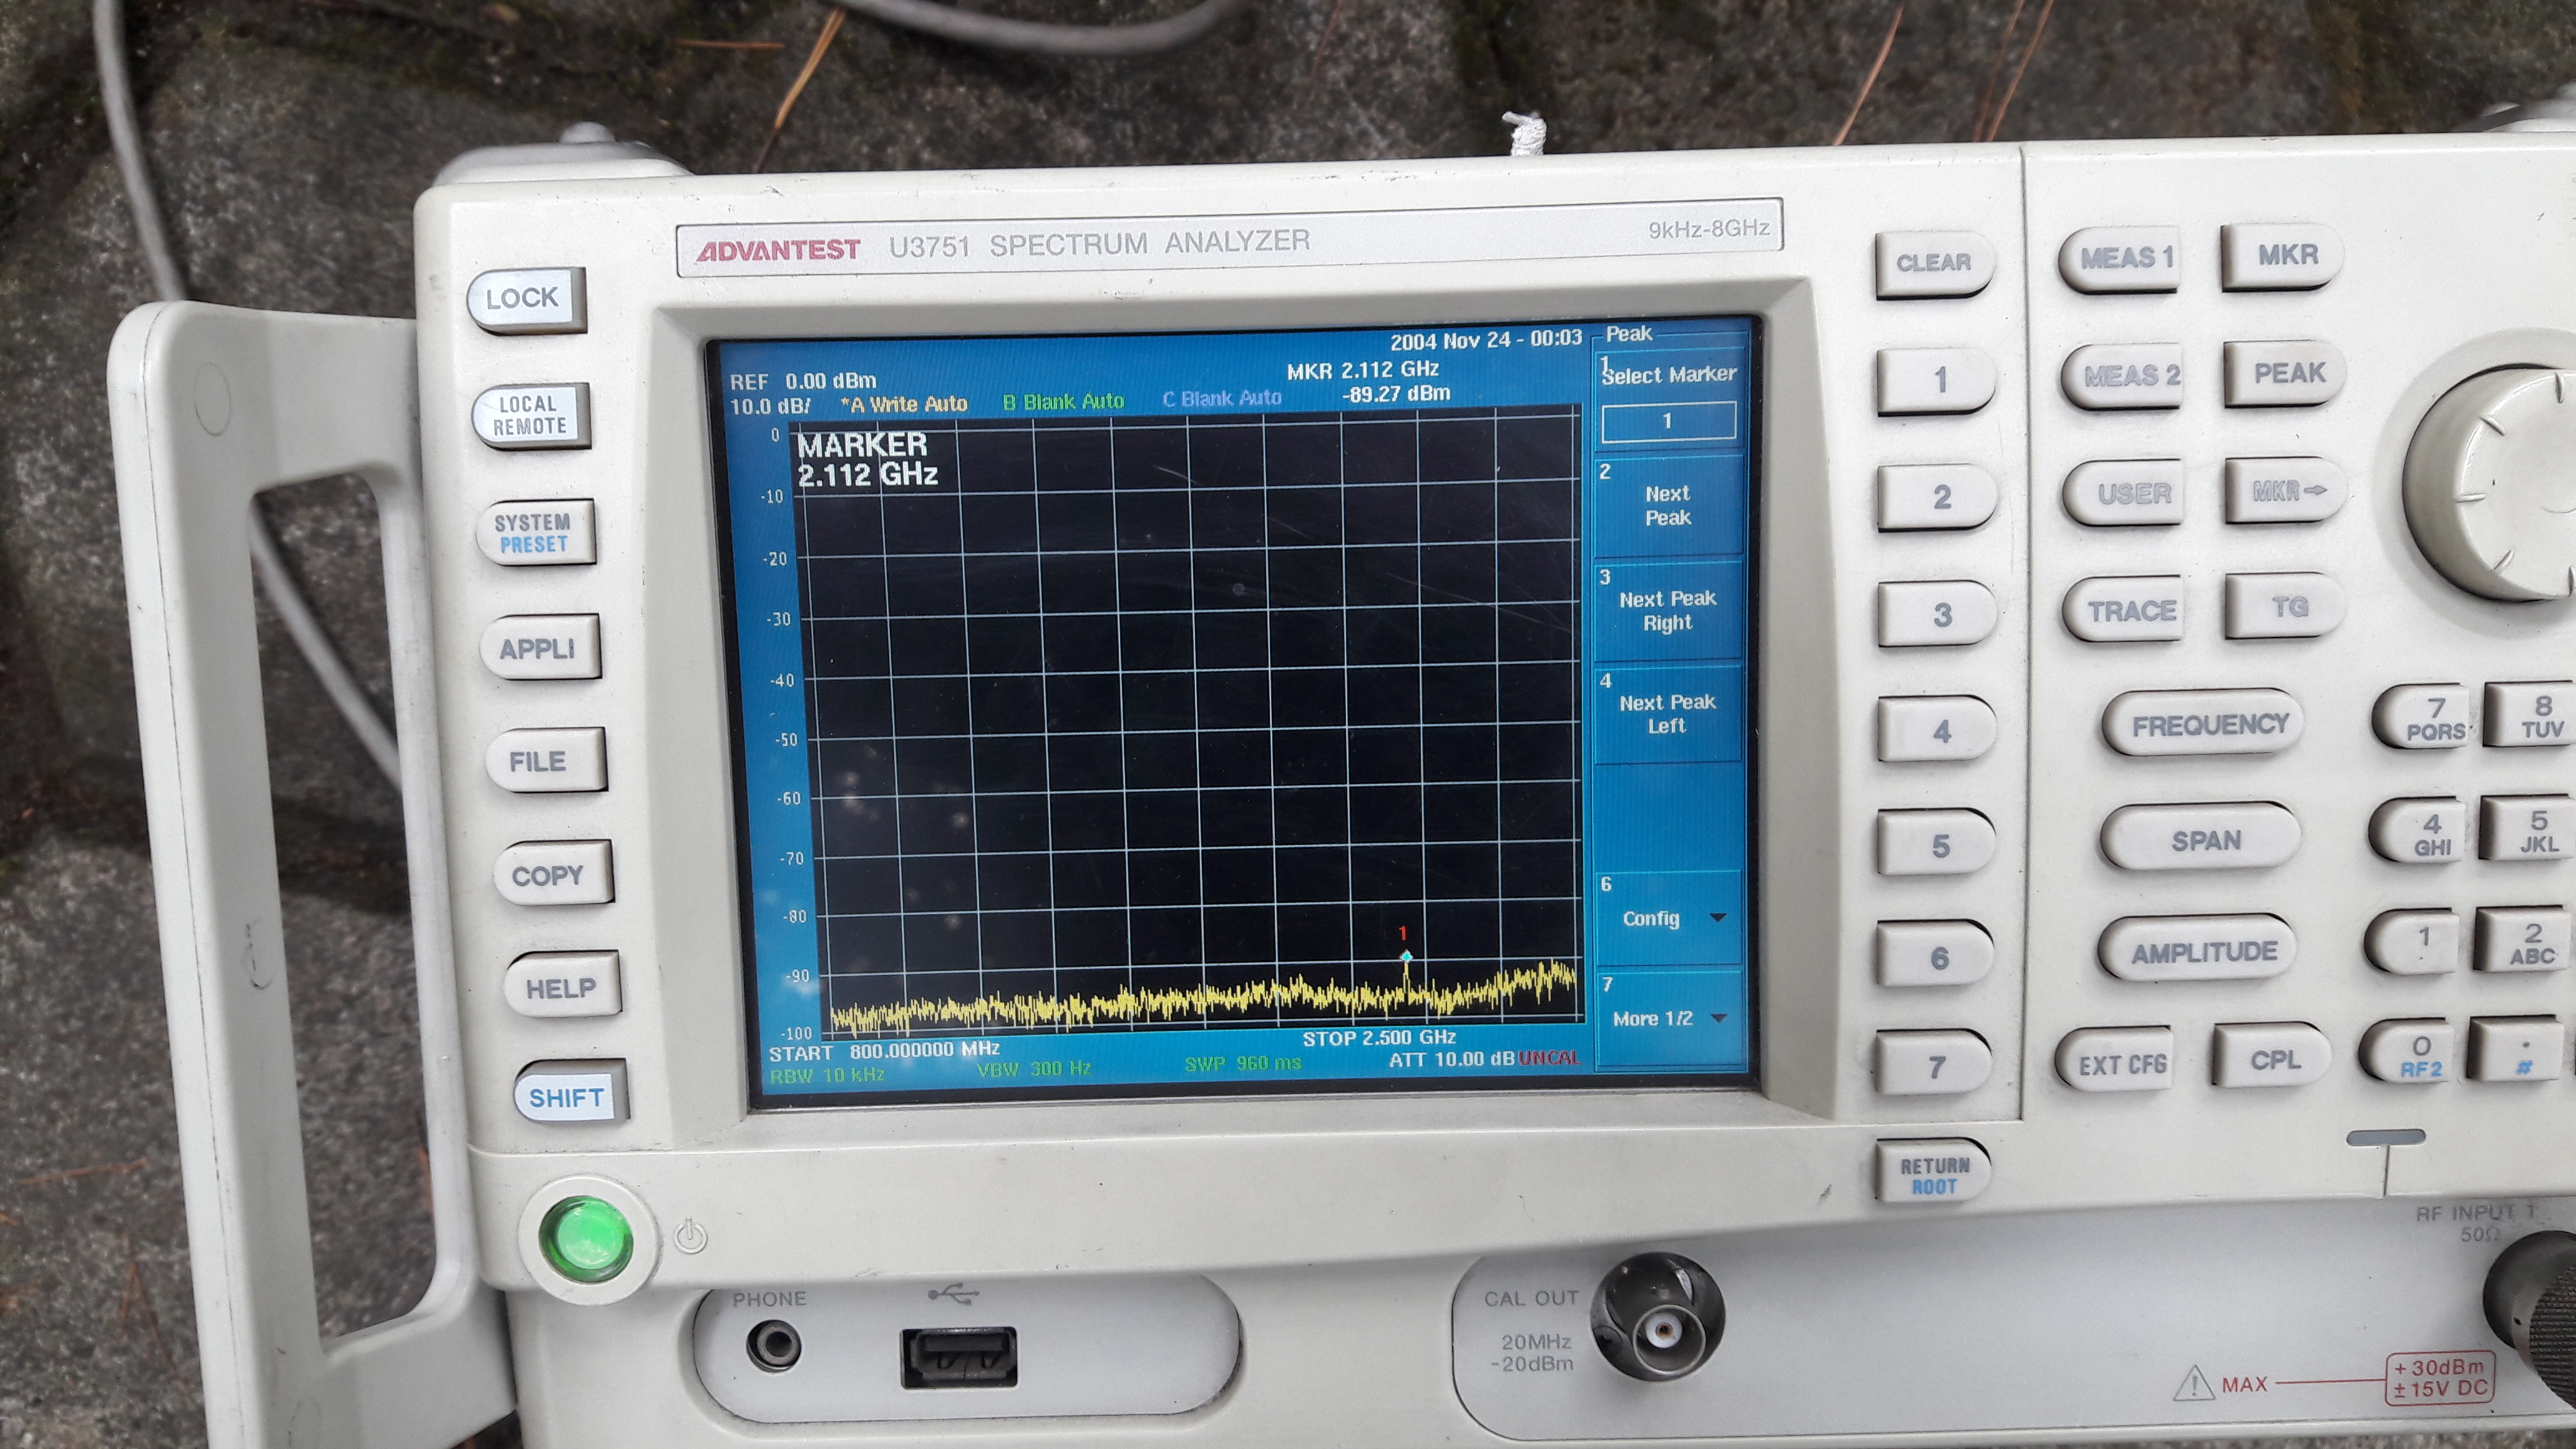 ADVANTEST U3751 SPECTRUM ANALYZER 9kHz-8GHz
LOCK
LOCAL
REMOTE
SYSTEM
PRESET
APPLI
FILE
COPY
HELP
SHIFT
2004 Nov 24 - 00:03
REF 0.00 dBm
MKR 2.112 GHz
10.0 dB/ *A Write Auto B Blank Auto C Blank Auto -89.27 dBm
MARKER
2.112 GHz
0
-10
-20
-30
-40
-50
-60
-70
-80
-90
-100
1
START 800.000000 MHz STOP 2.500 GHz
RBW 10 kHz VBW 300 Hz SWP 960 ms ATT 10.00 dB UNCAL
Peak
1
Select Marker
1
2
Next
Peak
3
Next Peak
Right
4
Next Peak
Left
6
Config
7
More 1/2
CLEAR
1
2
3
4
5
6
7
RETURN
ROOT
MEAS 1 MKR
MEAS 2 PEAK
USER MKR⇒
TRACE TG
FREQUENCY
SPAN
AMPLITUDE
EXT CFG CPL
7 8
PQRS TUV
4 5
GHI JKL
1 2
ABC
0 .
RF2 #
PHONE
CAL OUT
20MHz
-20dBm
RF INPUT 1
50Ω
MAX
+30dBm
±15V DC